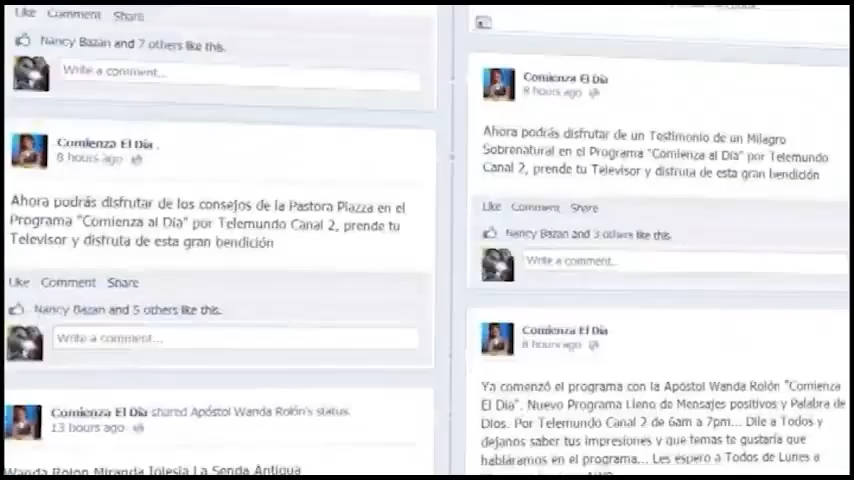 Like Comment Share
Nancy Bazan and 7 others like this.
Write a comment...
Comienza El Dia .
8 hours ago
Ahora podrás disfrutar de los consejos de la Pastora Piazza en el
Programa "Comienza al Día" por Telemundo Canal 2, prende tu
Televisor y disfruta de esta gran bendición
Like Comment Share
Nancy Bazan and 5 others like this.
Write a comment...
Comienza El Dia shared Apóstol Wanda Rolón's status.
13 hours ago
Wanda Rolon Miranda Iglesia La Senda Antigua
Comienza El Dia
8 hours ago
Ahora podrás disfrutar de un Testimonio de un Milagro
Sobrenatural en el Programa "Comienza al Día" por Telemundo
Canal 2, prende tu Televisor y disfruta de esta gran bendición
Like Comment Share
Nancy Bazan and 3 others like this.
Write a comment...
Comienza El Dia
8 hours ago
Ya comenzó el programa con la Apóstol Wanda Rolón "Comienza
El Dia". Nuevo Programa Lleno de Mensajes positivos y Palabra de
Dios. Por Telemundo Canal 2 de 6am a 7pm... Dile a Todos y
dejanos saber tus impresiones y que temas te gustaría que
habláramos en el programa... Les espero a Todos de Lunes a